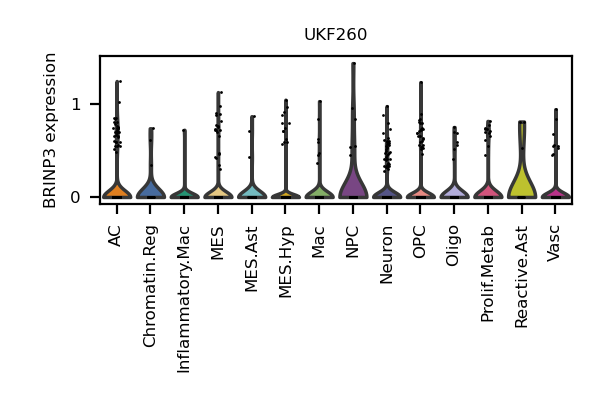 UKF260
BRINP3 expression
1
0
AC
Chromatin.Reg
Inflammatory.Mac
MES
MES.Ast
MES.Hyp
Mac
NPC
Neuron
OPC
Oligo
Prolif.Metab
Reactive.Ast
Vasc